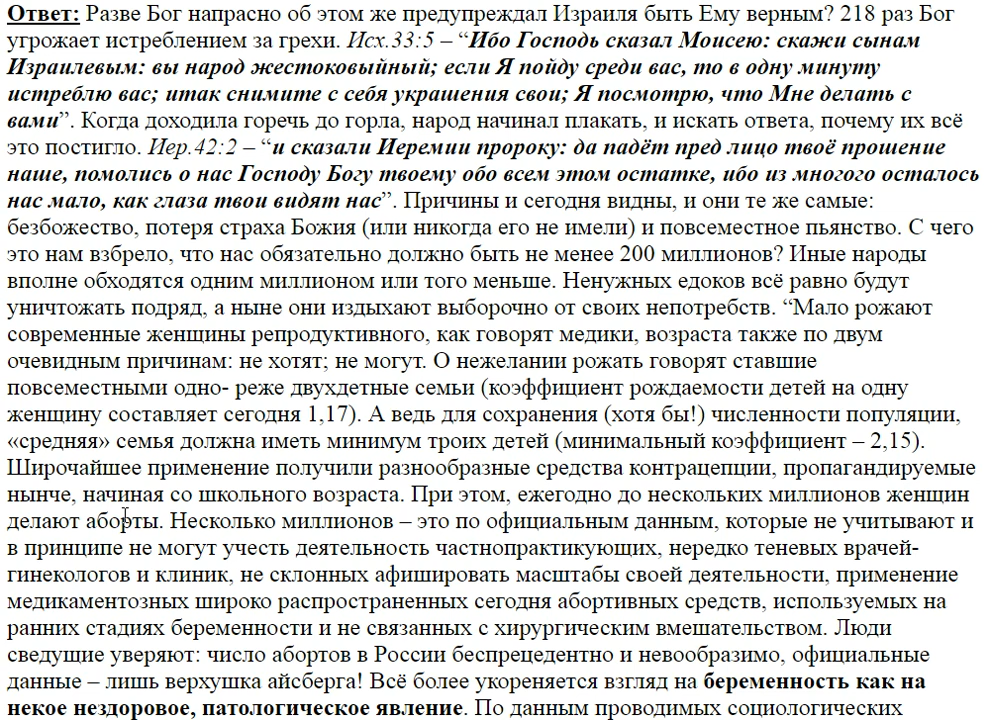 Ответ: Разве Бог напрасно об этом же предупреждал Израиля быть Ему верным? 218 раз Бог
угрожает истреблением за грехи. Исх.33:5 – “Ибо Господь сказал Моисею: скажи сынам
Израилевым: вы народ жестоковыйный; если Я пойду среди вас, то в одну минуту
истреблю вас; итак снимите с себя украшения свои; Я посмотрю, что Мне делать с
вами”. Когда доходила горечь до горла, народ начинал плакать, и искать ответа, почему их всё
это постигло. Иер.42:2 – “и сказали Иеремии пророку: да падёт пред лицо твоё прошение
наше, помолись о нас Господу Богу твоему обо всем этом остатке, ибо из многого осталось
нас мало, как глаза твои видят нас”. Причины и сегодня видны, и они те же самые:
безбожество, потеря страха Божия (или никогда его не имели) и повсеместное пьянство. С чего
это нам взбрело, что нас обязательно должно быть не менее 200 миллионов? Иные народы
вполне обходятся одним миллионом или того меньше. Ненужных едоков всё равно будут
уничтожать подряд, а ныне они издыхают выборочно от своих непотребств. “Мало рожают
современные женщины репродуктивного, как говорят медики, возраста также по двум
очевидным причинам: не хотят; не могут. О нежелании рожать говорят ставшие
повсеместными одно- реже двухдетные семьи (коэффициент рождаемости детей на одну
женщину составляет сегодня 1,17). А ведь для сохранения (хотя бы!) численности популяции,
«средняя» семья должна иметь минимум троих детей (минимальный коэффициент – 2,15).
Широчайшее применение получили разнообразные средства контрацепции, пропагандируемые
нынче, начиная со школьного возраста. При этом, ежегодно до нескольких миллионов женщин
делают аборты. Несколько миллионов – это по официальным данным, которые не учитывают и
в принципе не могут учесть деятельность частнопрактикующих, нередко теневых врачей-
гинекологов и клиник, не склонных афишировать масштабы своей деятельности, применение
медикаментозных широко распространенных сегодня абортивных средств, используемых на
ранних стадиях беременности и не связанных с хирургическим вмешательством. Люди
сведущие уверяют: число абортов в России беспрецедентно и невообразимо, официальные
данные – лишь верхушка айсберга! Всё более укореняется взгляд на беременность как на
некое нездоровое, патологическое явление. По данным проводимых социологических